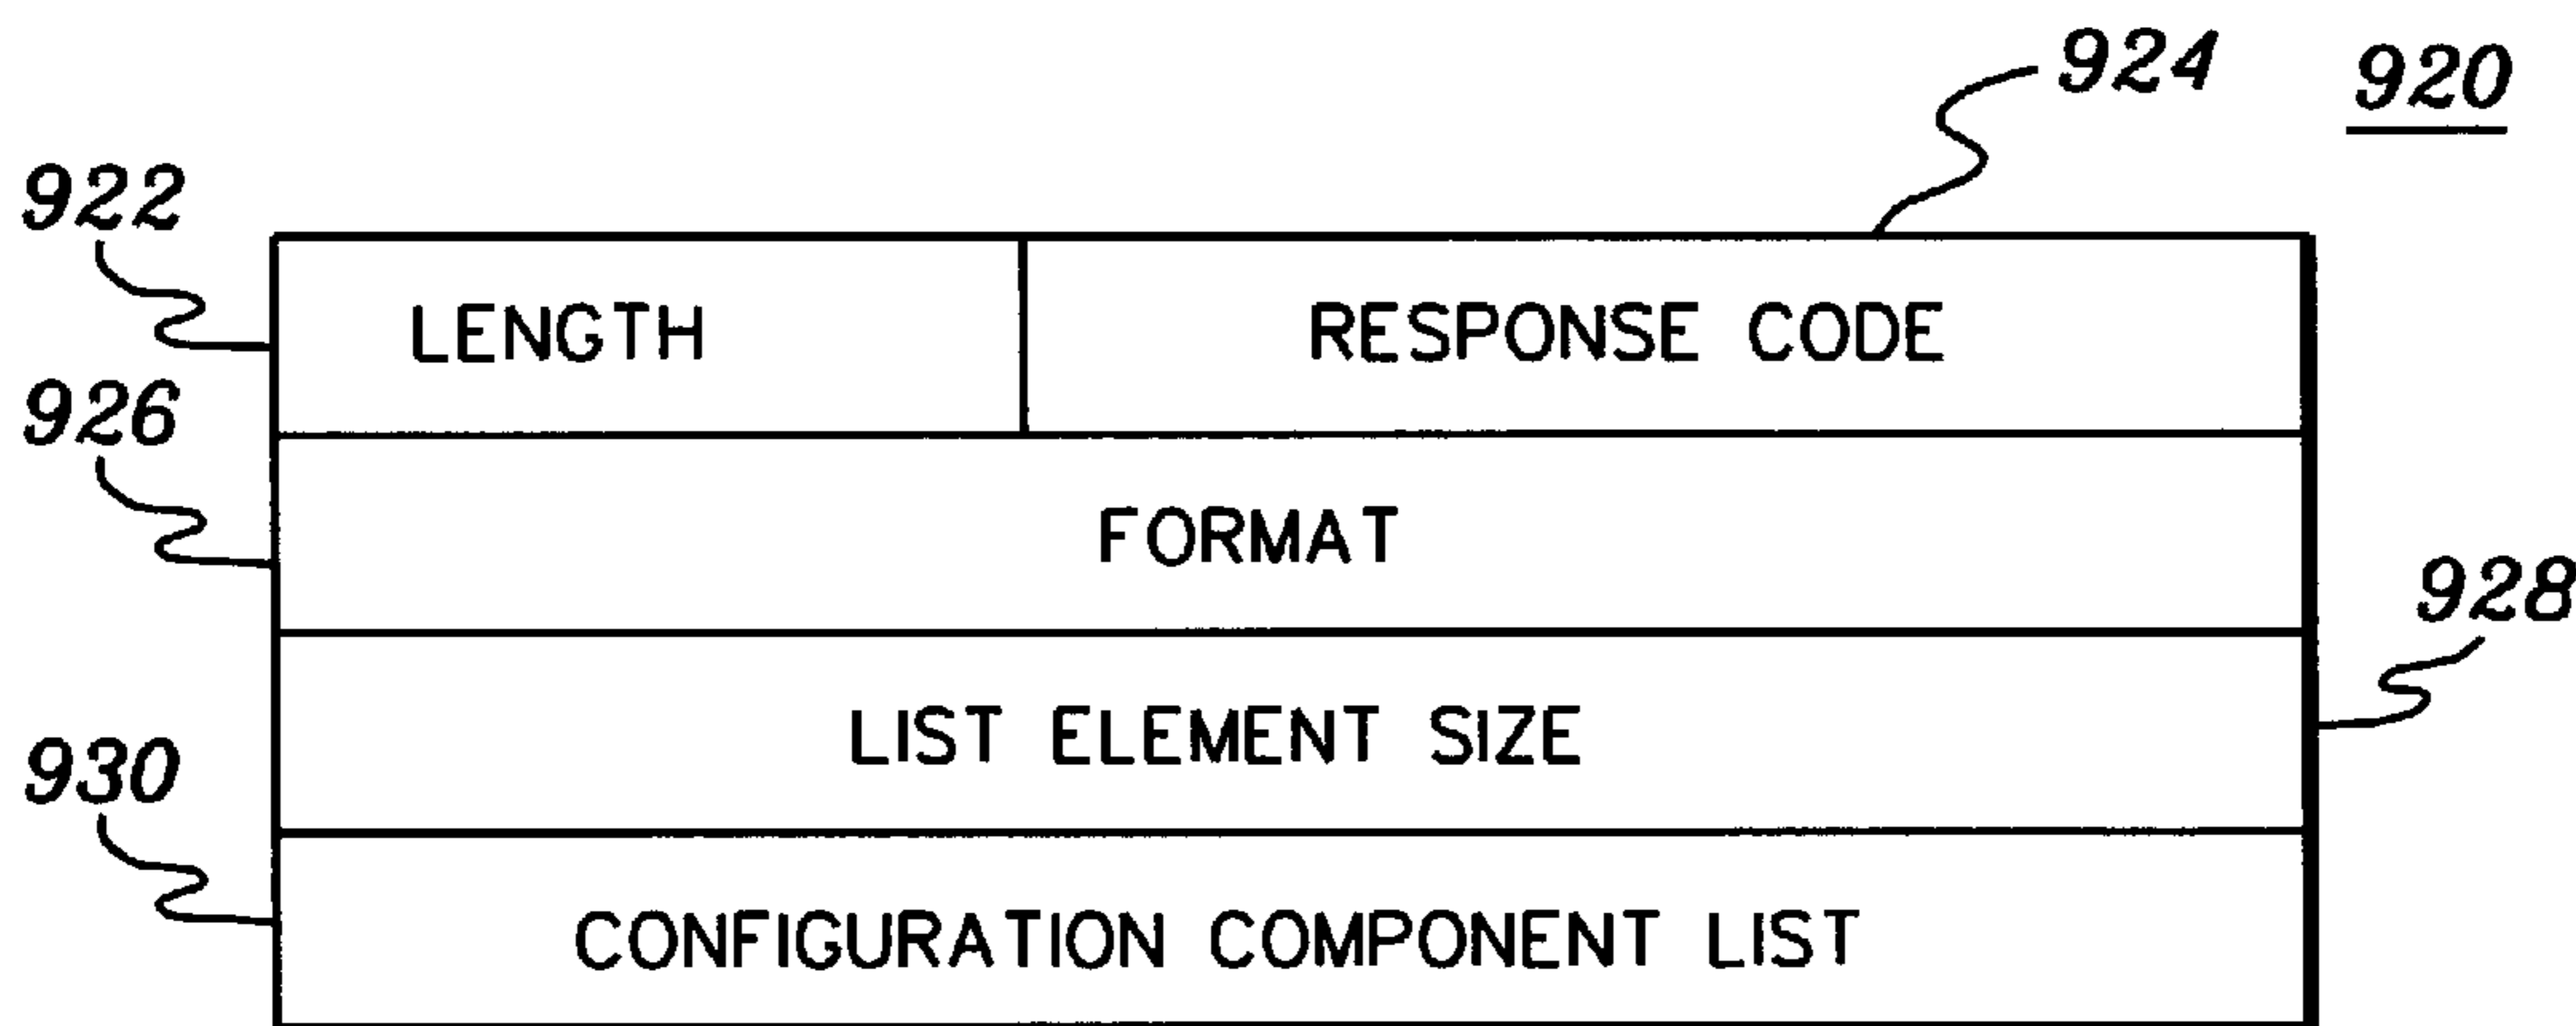 924
920
922
LENGTH
RESPONSE CODE
926
FORMAT
928
LIST ELEMENT SIZE
930
CONFIGURATION COMPONENT LIST